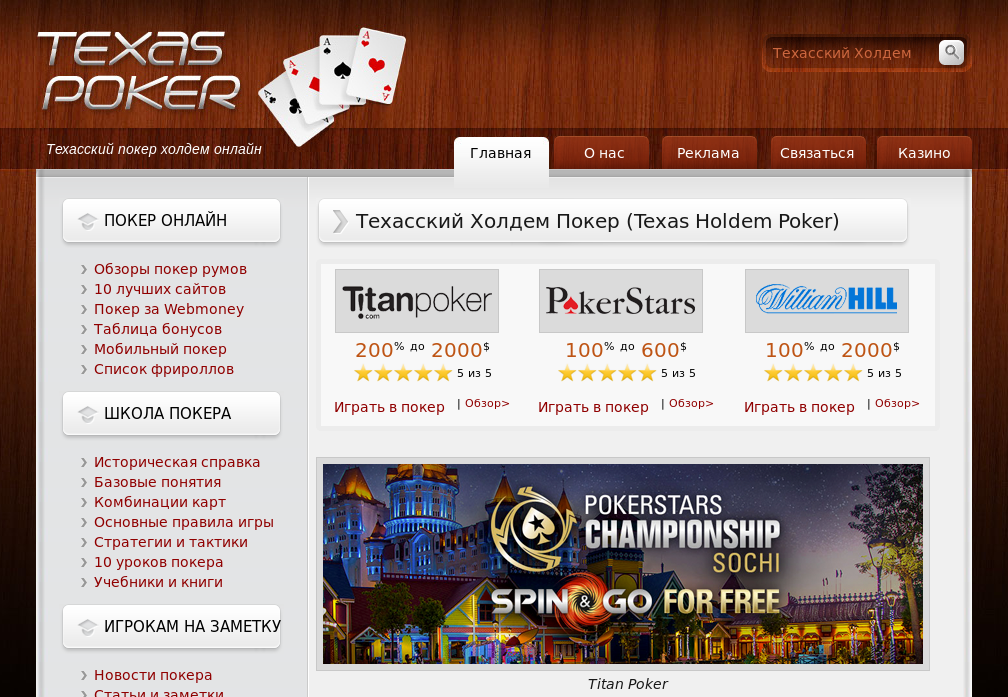 TEXAS
POKER
A
A
A
A
A
A
Техасский Холдем
Техасский покер холдем онлайн
Главная
О нас
Реклама
Связаться
Казино
ПОКЕР ОНЛАЙН
Обзоры покер румов
10 лучших сайтов
Покер за Webmoney
Таблица бонусов
Мобильный покер
Список фрироллов
ШКОЛА ПОКЕРА
Историческая справка
Базовые понятия
Комбинации карт
Основные правила игры
Стратегии и тактики
10 уроков покера
Учебники и книги
ИГРОКАМ НА ЗАМЕТКУ
Новости покера
Статьи и заметки
Техасский Холдем Покер (Texas Holdem Poker)
Titanpoker
.com
200% до 2000$
5 из 5
Играть в покер | Обзор>
PokerStars
100% до 600$
5 из 5
Играть в покер | Обзор>
William HILL
100% до 2000$
5 из 5
Играть в покер | Обзор>
POKERSTARS
CHAMPIONSHIP
SOCHI
SPIN & GO FOR FREE
Titan Poker